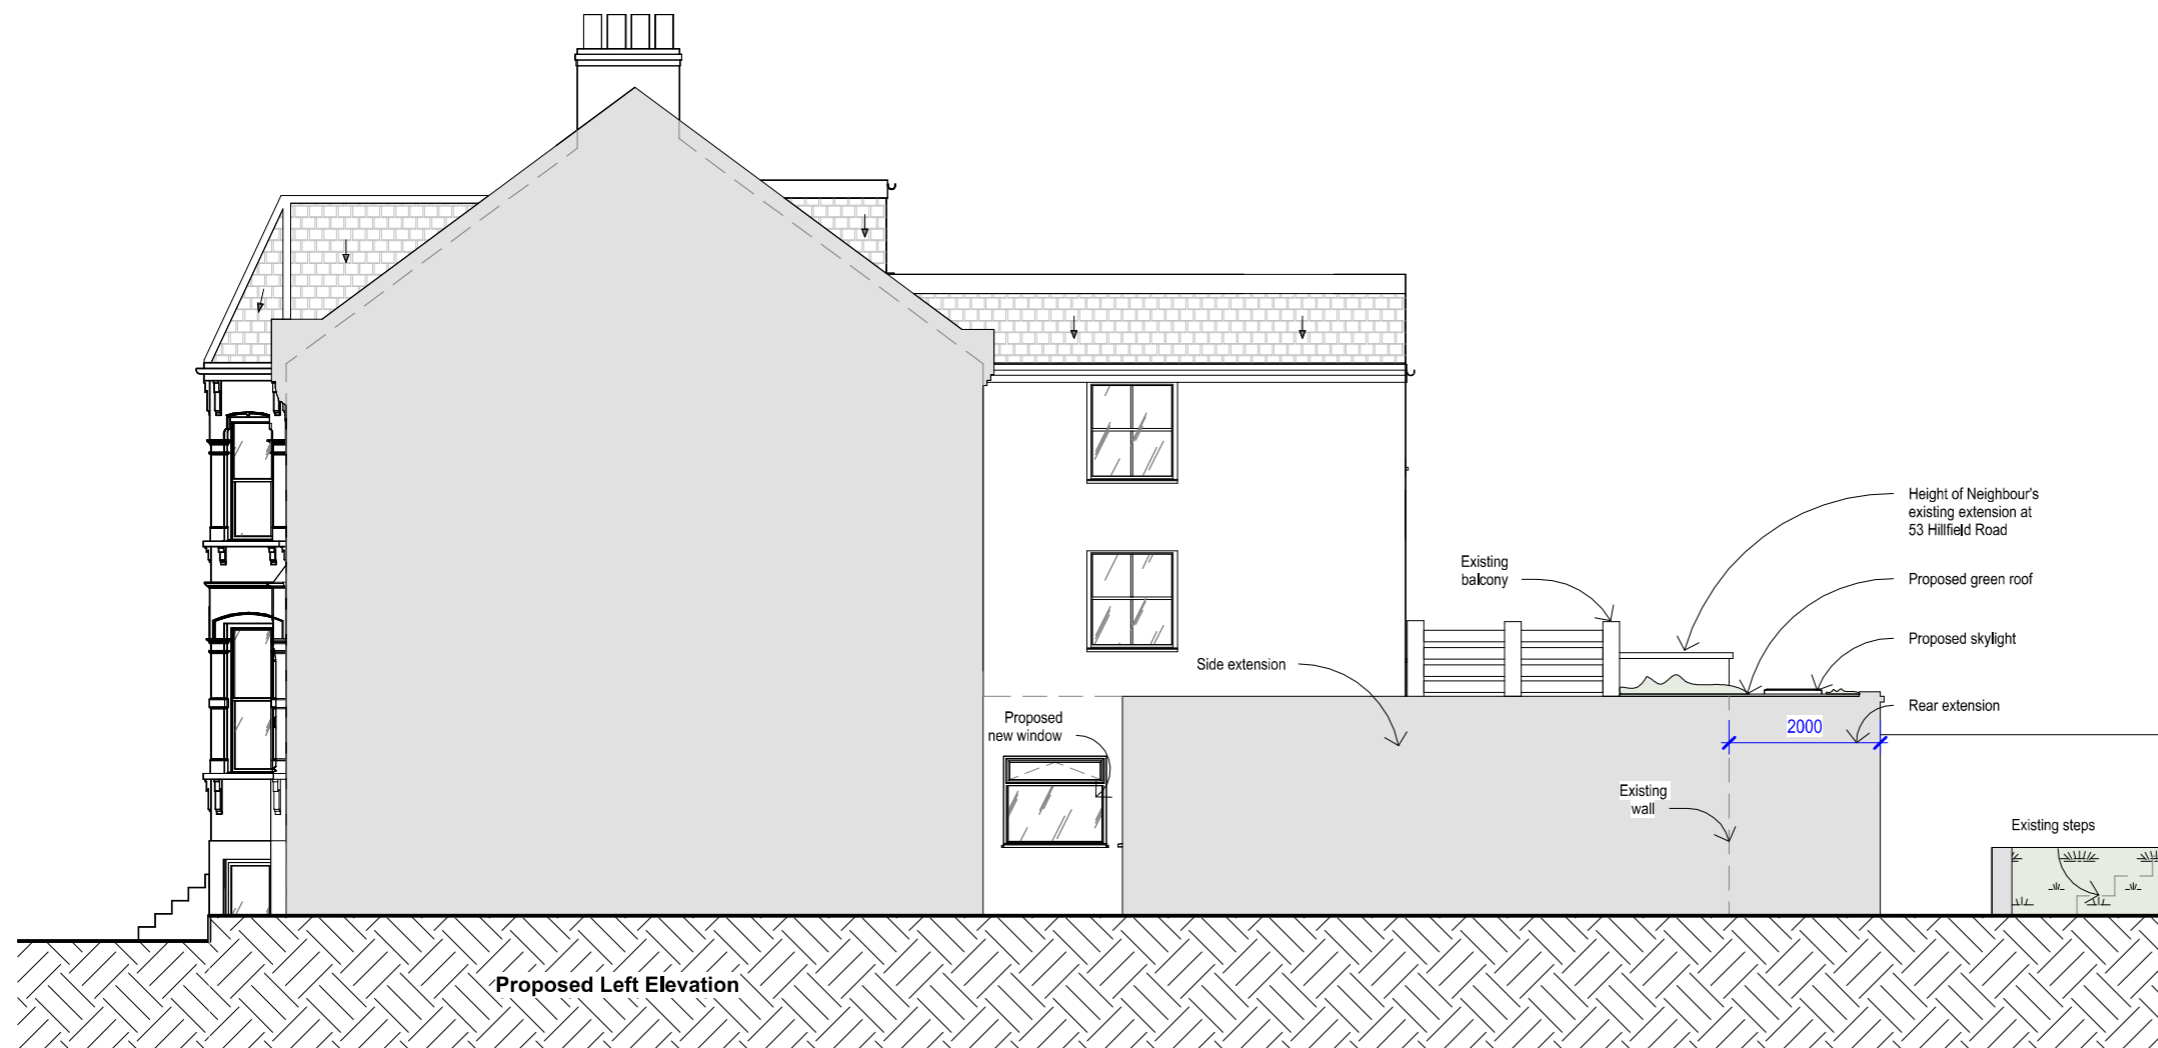 Height of Neighbour's
existing extension at
53 Hillfield Road
Existing
balcony
Proposed green roof
Proposed skylight
Side extension
Rear extension
Proposed
new window
2000
Existing
wall
Existing steps
Proposed Left Elevation